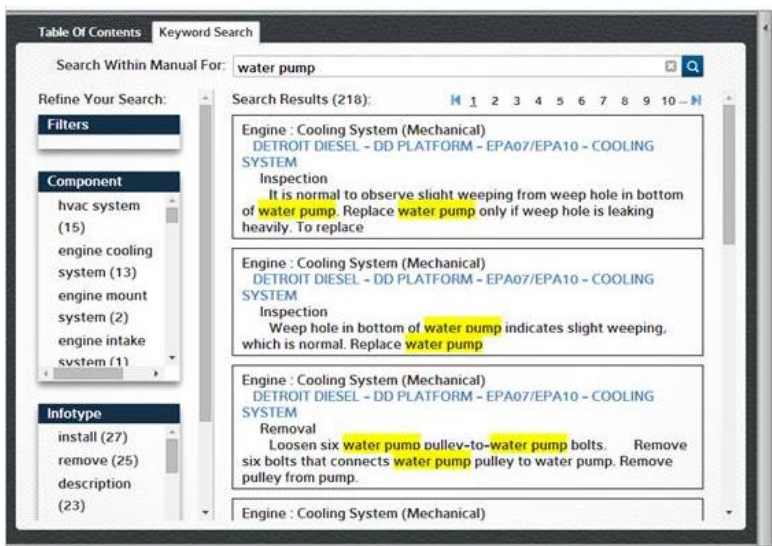 Table Of Contents
Keyword Search
Search Within Manual For:
water pump
Refine Your Search:
Filters
Component
hvac system
(15)
engine cooling
system (13)
engine mount
system (2)
engine intake
system (1)
Infotype
install (27)
remove (25)
description
(23)
Search Results (218):
1 2 3 4 5 6 7 8 9 10 –
Engine : Cooling System (Mechanical)
DETROIT DIESEL – DD PLATFORM – EPA07/EPA10 – COOLING
SYSTEM
Inspection
It is normal to observe slight weeping from weep hole in bottom
of water pump. Replace water pump only if weep hole is leaking
heavily. To replace
Engine : Cooling System (Mechanical)
DETROIT DIESEL – DD PLATFORM – EPA07/EPA10 – COOLING
SYSTEM
Inspection
Weep hole in bottom of water pump indicates slight weeping,
which is normal. Replace water pump
Engine : Cooling System (Mechanical)
DETROIT DIESEL – DD PLATFORM – EPA07/EPA10 – COOLING
SYSTEM
Removal
Loosen six water pump pulley-to-water pump bolts. Remove
six bolts that connects water pump pulley to water pump. Remove
pulley from pump.
Engine : Cooling System (Mechanical)